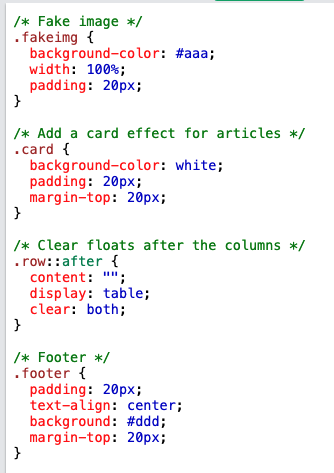 /* Fake image */
.fakeimg {
  background-color: #aaa;
  width: 100%;
  padding: 20px;
}

/* Add a card effect for articles */
.card {
  background-color: white;
  padding: 20px;
  margin-top: 20px;
}

/* Clear floats after the columns */
.row::after {
  content: "";
  display: table;
  clear: both;
}

/* Footer */
.footer {
  padding: 20px;
  text-align: center;
  background: #ddd;
  margin-top: 20px;
}